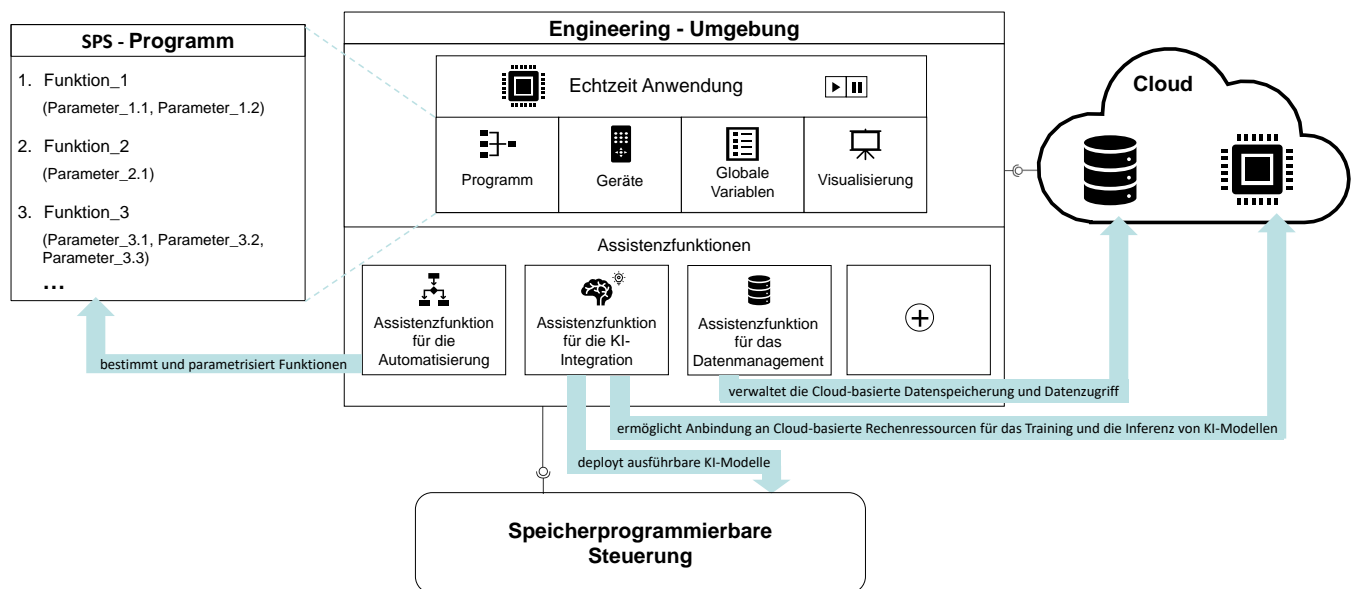 SPS - Programm
1. Funktion_1
(Parameter_1.1, Parameter_1.2)
2. Funktion_2
(Parameter_2.1)
3. Funktion_3
(Parameter_3.1, Parameter_3.2,
Parameter_3.3)
...
Engineering - Umgebung
Echtzeit Anwendung
Programm
Geräte
Globale
Variablen
Visualisierung
Cloud
Assistenzfunktionen
Assistenzfunktion
für die
Automatisierung
Assistenzfunktion
für die KI-
Integration
Assistenzfunktion
für das
Datenmanagement
bestimmt und parametrisiert Funktionen
verwaltet die Cloud-basierte Datenspeicherung und Datenzugriff
ermöglicht Anbindung an Cloud-basierte Rechenressourcen für das Training und die Inferenz von KI-Modellen
deployt ausführbare KI-Modelle
Speicherprogrammierbare
Steuerung